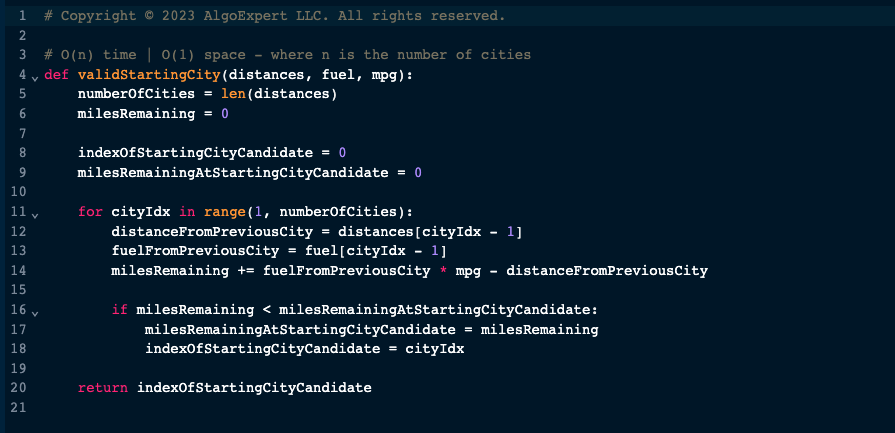 1 # Copyright © 2023 AlgoExpert LLC. All rights reserved.
2
3 # O(n) time | O(1) space - where n is the number of cities
4 def validStartingCity(distances, fuel, mpg):
5     numberOfCities = len(distances)
6     milesRemaining = 0
7
8     indexOfStartingCityCandidate = 0
9     milesRemainingAtStartingCityCandidate = 0
10
11     for cityIdx in range(1, numberOfCities):
12         distanceFromPreviousCity = distances[cityIdx - 1]
13         fuelFromPreviousCity = fuel[cityIdx - 1]
14         milesRemaining += fuelFromPreviousCity * mpg - distanceFromPreviousCity
15
16         if milesRemaining < milesRemainingAtStartingCityCandidate:
17             milesRemainingAtStartingCityCandidate = milesRemaining
18             indexOfStartingCityCandidate = cityIdx
19
20     return indexOfStartingCityCandidate
21